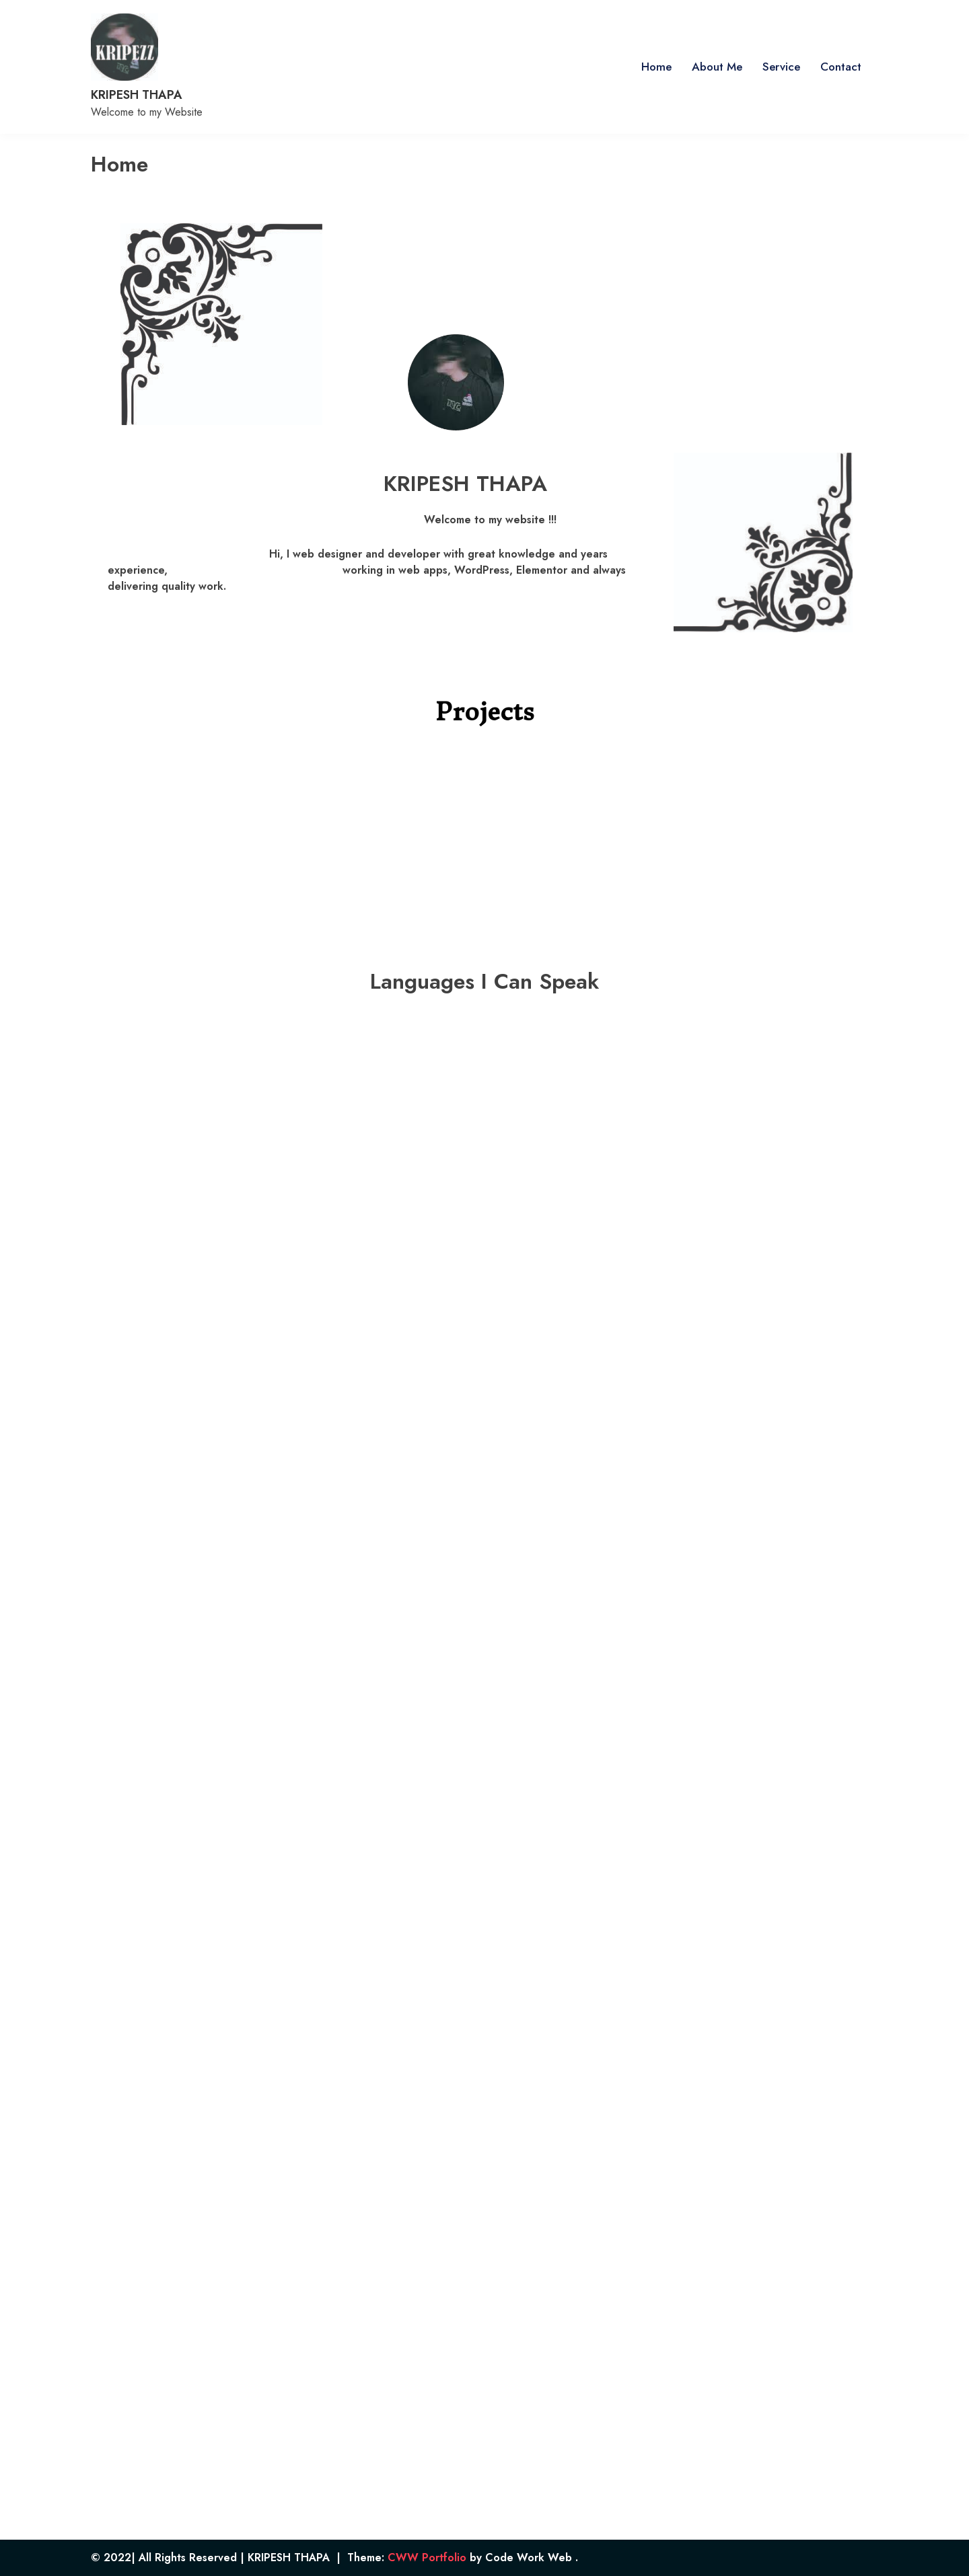 KRIPEZZ
KRIPESH THAPA
Welcome to my Website
Home About Me Service Contact
Home
KRIPESH THAPA
Welcome to my website !!!
Hi, I web designer and developer with great knowledge and years
experience, working in web apps, WordPress, Elementor and always
delivering quality work.
Projects
Languages I Can Speak
© 2022| All Rights Reserved | KRIPESH THAPA | Theme: CWW Portfolio by Code Work Web .